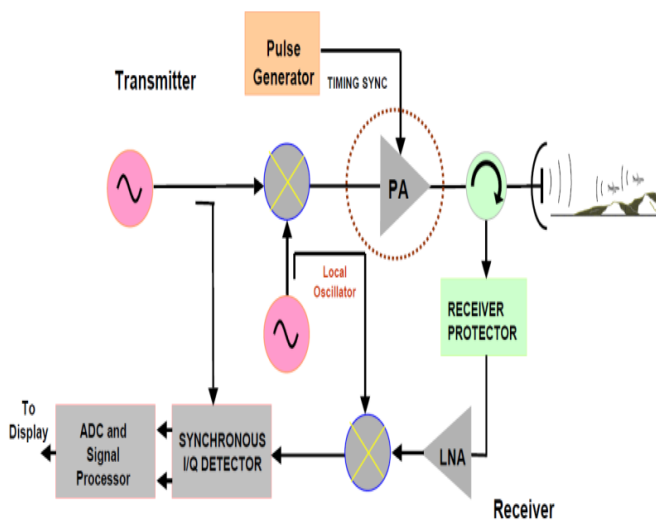 Pulse
Generator
Transmitter
TIMING SYNC
PA
Local
Oscillator
RECEIVER
PROTECTOR
To
Display
ADC and
Signal
Processor
SYNCHRONOUS
I/Q DETECTOR
LNA
Receiver